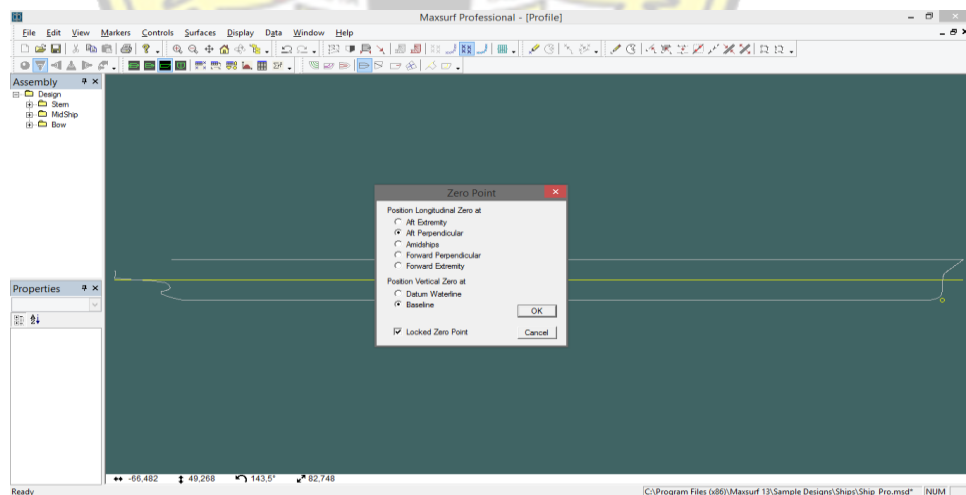 Maxsurf Professional - [Profile]
File Edit View Markers Controls Surfaces Display Data Window Help
Assembly
Design
Stern
MidShip
Bow
Zero Point
Position Longitudinal Zero at
Aft Extremity
Aft Perpendicular
Amidships
Forward Perpendicular
Forward Extremity
Position Vertical Zero at
Datum Waterline
Baseline
OK
Locked Zero Point
Cancel
Properties
-66,482 49,268 143,5° 82,748
Ready C:\Program Files (x86)\Maxsurf 13\Sample Designs\Ships\Ship_Pro.msd* NUM